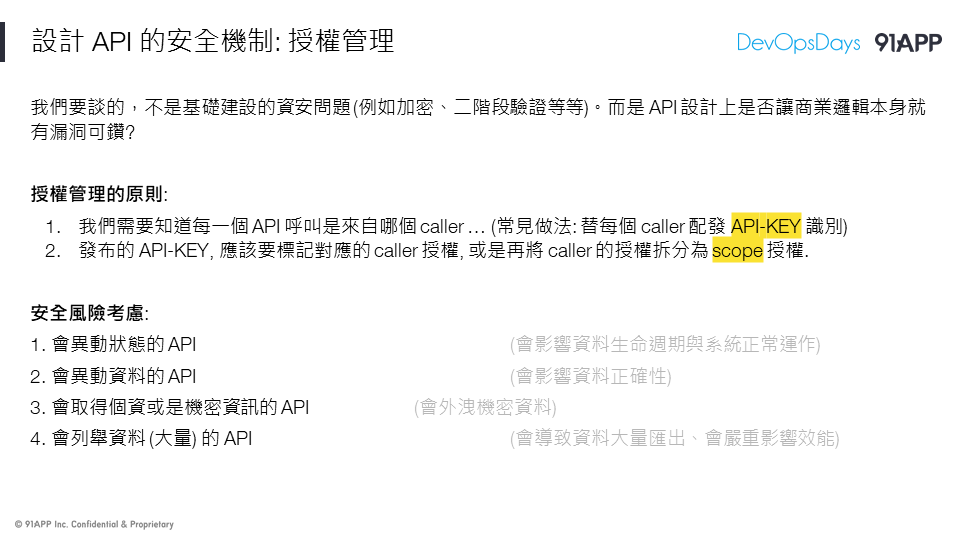 設計 API 的安全機制: 授權管理
DevOpsDays 91APP
我們要談的，不是基礎建設的資安問題(例如加密、二階段驗證等等)。而是 API 設計上是否讓商業邏輯本身就
有漏洞可鑽?
授權管理的原則:
1. 我們需要知道每一個 API 呼叫是來自哪個 caller … (常見做法: 替每個 caller 配發 API-KEY 識別)
2. 發布的 API-KEY, 應該要標記對應的 caller 授權, 或是再將 caller 的授權拆分為 scope 授權.
安全風險考慮:
1. 會異動狀態的 API (會影響資料生命週期與系統正常運作)
2. 會異動資料的 API (會影響資料正確性)
3. 會取得個資或是機密資訊的 API (會外洩機密資料)
4. 會列舉資料 (大量) 的 API (會導致資料大量匯出、會嚴重影響效能)
© 91APP Inc. Confidential & Proprietary